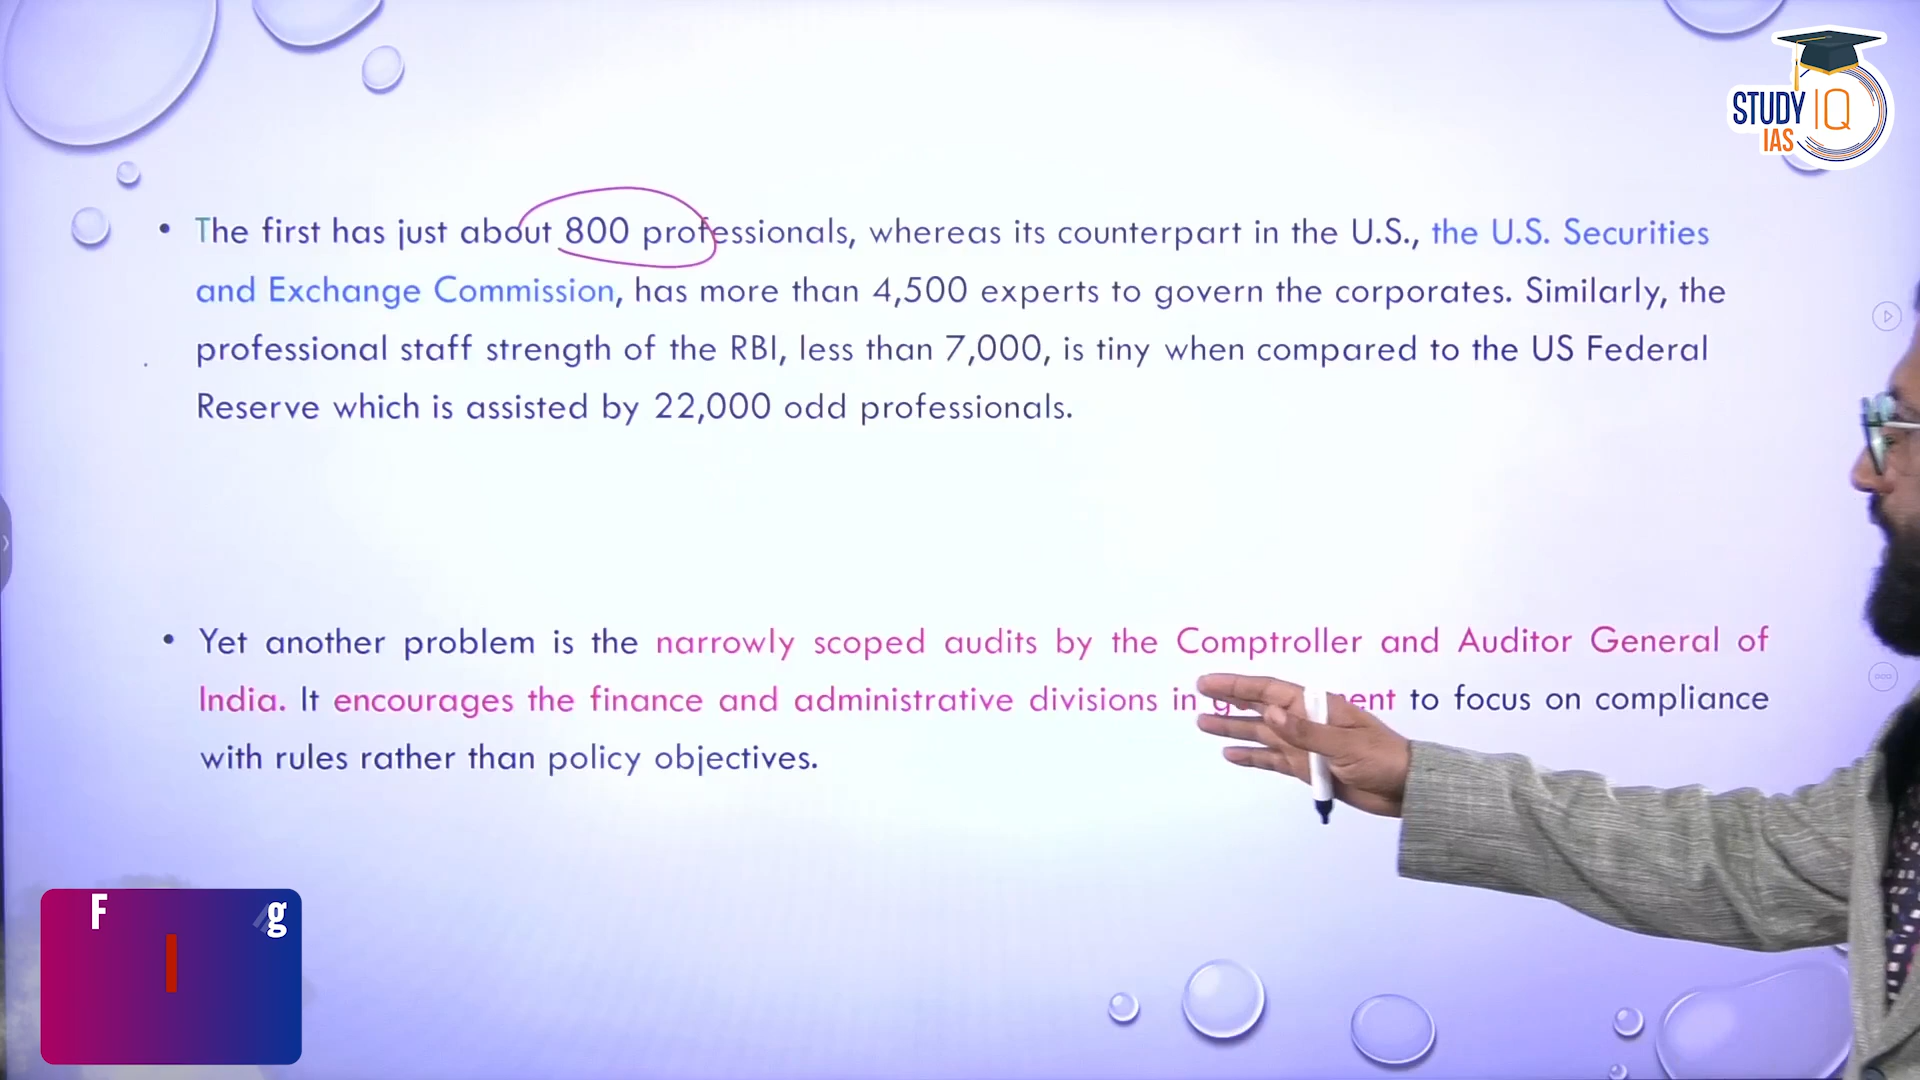 STUDY IQ
IAS
• The first has just about 800 professionals, whereas its counterpart in the U.S., the U.S. Securities
and Exchange Commission, has more than 4,500 experts to govern the corporates. Similarly, the
professional staff strength of the RBI, less than 7,000, is tiny when compared to the US Federal
Reserve which is assisted by 22,000 odd professionals.
• Yet another problem is the narrowly scoped audits by the Comptroller and Auditor General of
India. It encourages the finance and administrative divisions in to focus on compliance
with rules rather than policy objectives.
F g
I